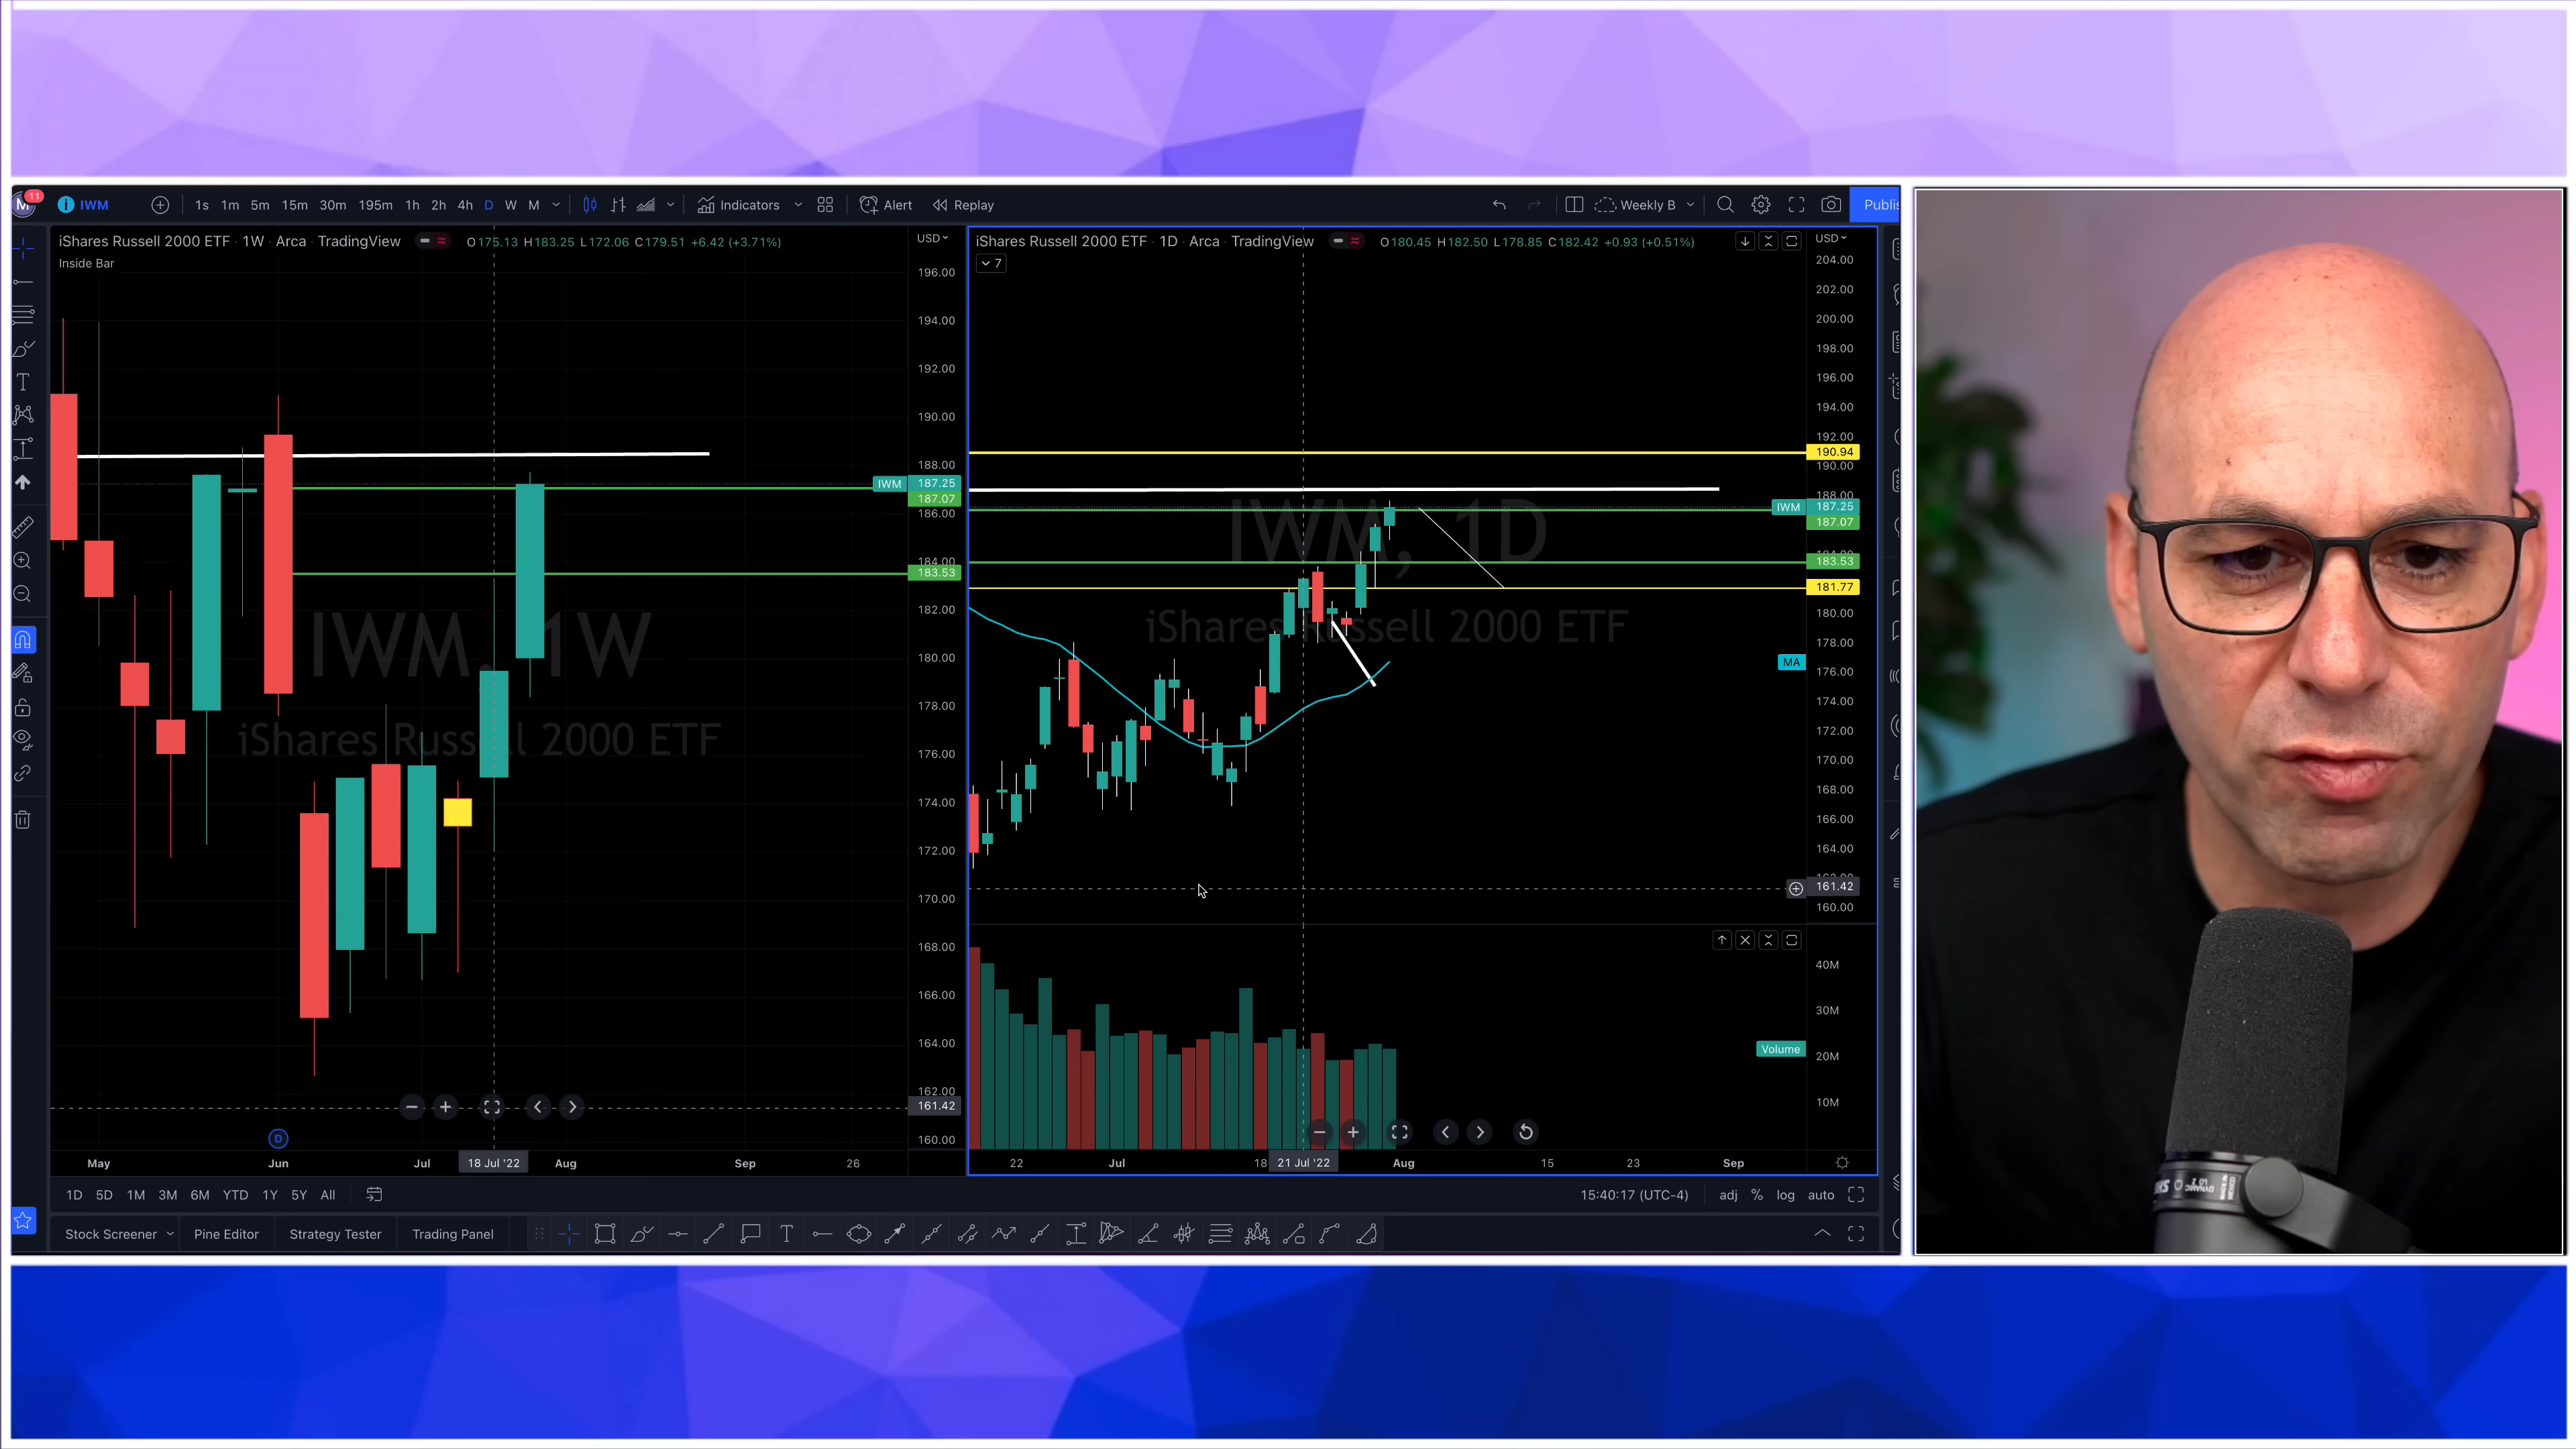 M 11 IWM 1s 1m 5m 15m 30m 195m 1h 2h 4h D W M Indicators Alert Replay Weekly B Publis
iShares Russell 2000 ETF · 1W · Arca · TradingView O175.13 H183.25 L172.06 C179.51 +6.42 (+3.71%) USD
Inside Bar
196.00
194.00
192.00
190.00
188.00
IWM 187.25
187.07
186.00
184.00
183.53
182.00
180.00
178.00
176.00
174.00
172.00
170.00
168.00
166.00
164.00
162.00
161.42
160.00
IWM, 1W
iShares Russell 2000 ETF
D
May Jun Jul 18 Jul '22 Aug Sep 26
iShares Russell 2000 ETF · 1D · Arca · TradingView O180.45 H182.50 L178.85 C182.42 +0.93 (+0.51%) USD
7
204.00
202.00
200.00
198.00
196.00
194.00
192.00
190.94
190.00
188.00
IWM 187.25
187.07
183.53
181.77
180.00
178.00
MA 176.00
174.00
172.00
170.00
168.00
166.00
164.00
161.42
160.00
IWM, 1D
iShares Russell 2000 ETF
40M
30M
Volume 20M
10M
22 Jul 18 21 Jul '22 Aug 15 23 Sep
1D 5D 1M 3M 6M YTD 1Y 5Y All 15:40:17 (UTC-4) adj % log auto
Stock Screener Pine Editor Strategy Tester Trading Panel